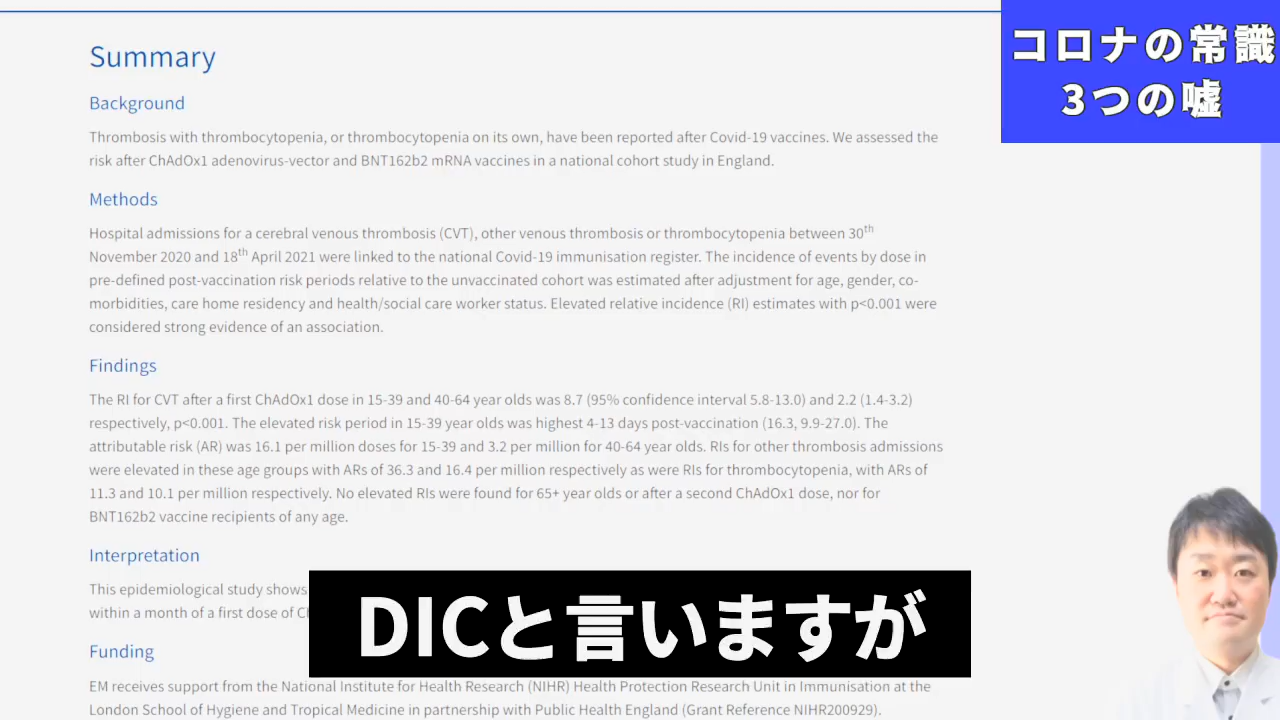 Summary
Background
Thrombosis with thrombocytopenia, or thrombocytopenia on its own, have been reported after Covid-19 vaccines. We assessed the
risk after ChAdOx1 adenovirus-vector and BNT162b2 mRNA vaccines in a national cohort study in England.
Methods
Hospital admissions for a cerebral venous thrombosis (CVT), other venous thrombosis or thrombocytopenia between 30th
November 2020 and 18th April 2021 were linked to the national Covid-19 immunisation register. The incidence of events by dose in
pre-defined post-vaccination risk periods relative to the unvaccinated cohort was estimated after adjustment for age, gender, co-
morbidities, care home residency and health/social care worker status. Elevated relative incidence (RI) estimates with p<0.001 were
considered strong evidence of an association.
Findings
The RI for CVT after a first ChAdOx1 dose in 15-39 and 40-64 year olds was 8.7 (95% confidence interval 5.8-13.0) and 2.2 (1.4-3.2)
respectively, p<0.001. The elevated risk period in 15-39 year olds was highest 4-13 days post-vaccination (16.3, 9.9-27.0). The
attributable risk (AR) was 16.1 per million doses for 15-39 and 3.2 per million for 40-64 year olds. RIs for other thrombosis admissions
were elevated in these age groups with ARs of 36.3 and 16.4 per million respectively as were RIs for thrombocytopenia, with ARs of
11.3 and 10.1 per million respectively. No elevated RIs were found for 65+ year olds or after a second ChAdOx1 dose, nor for
BNT162b2 vaccine recipients of any age.
Interpretation
This epidemiological study shows
within a month of a first dose of
Funding
EM receives support from the National Institute for Health Research (NIHR) Health Protection Research Unit in Immunisation at the
London School of Hygiene and Tropical Medicine in partnership with Public Health England (Grant Reference NIHR200929).
コロナの常識
3つの嘘
DICと言いますが